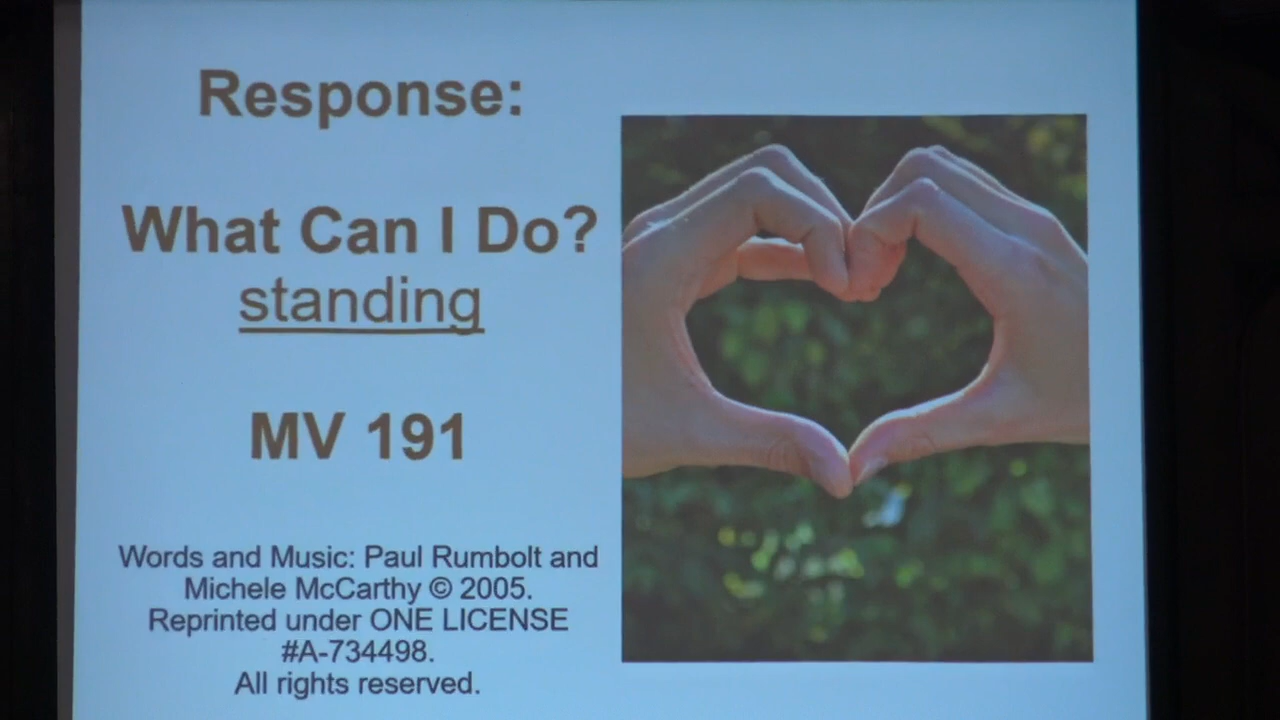 Response:
What Can I Do?
standing
MV 191
Words and Music: Paul Rumbolt and
Michele McCarthy © 2005.
Reprinted under ONE LICENSE
#A-734498.
All rights reserved.